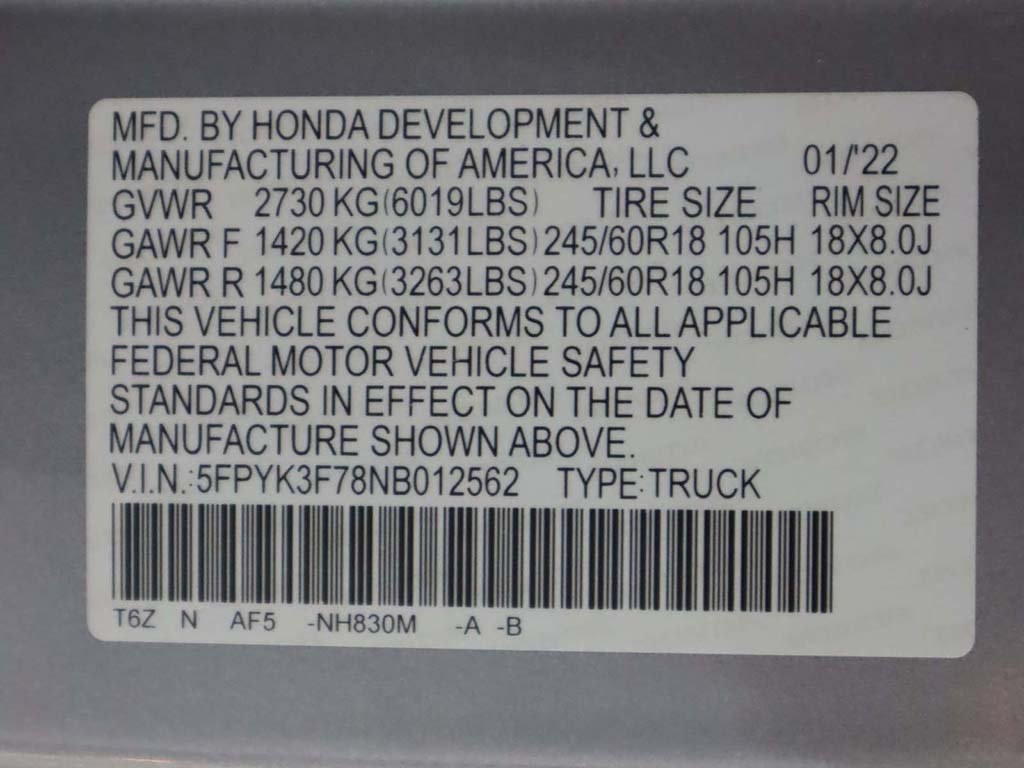 MFD. BY HONDA DEVELOPMENT &
MANUFACTURING OF AMERICA, LLC 01/'22
GVWR 2730 KG(6019LBS) TIRE SIZE RIM SIZE
GAWR F 1420 KG(3131LBS) 245/60R18 105H 18X8.0J
GAWR R 1480 KG(3263LBS) 245/60R18 105H 18X8.0J
THIS VEHICLE CONFORMS TO ALL APPLICABLE
FEDERAL MOTOR VEHICLE SAFETY
STANDARDS IN EFFECT ON THE DATE OF
MANUFACTURE SHOWN ABOVE.
V.I.N.:5FPYK3F78NB012562 TYPE:TRUCK
T6Z N AF5 -NH830M -A -B